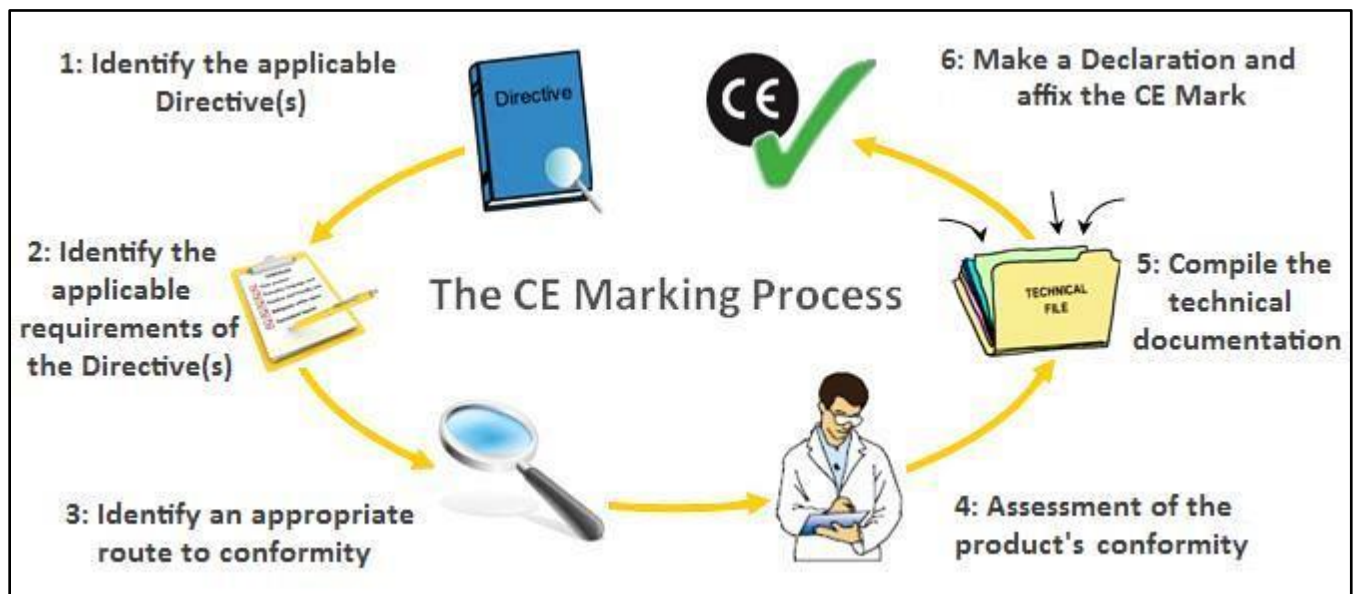 1: Identify the applicable
Directive(s)
Directive
2: Identify the
applicable
requirements of
the Directive(s)
The CE Marking Process
3: Identify an appropriate
route to conformity
4: Assessment of the
product's conformity
TECHNICAL
FILE
5: Compile the
technical
documentation
CE
6: Make a Declaration and
affix the CE Mark